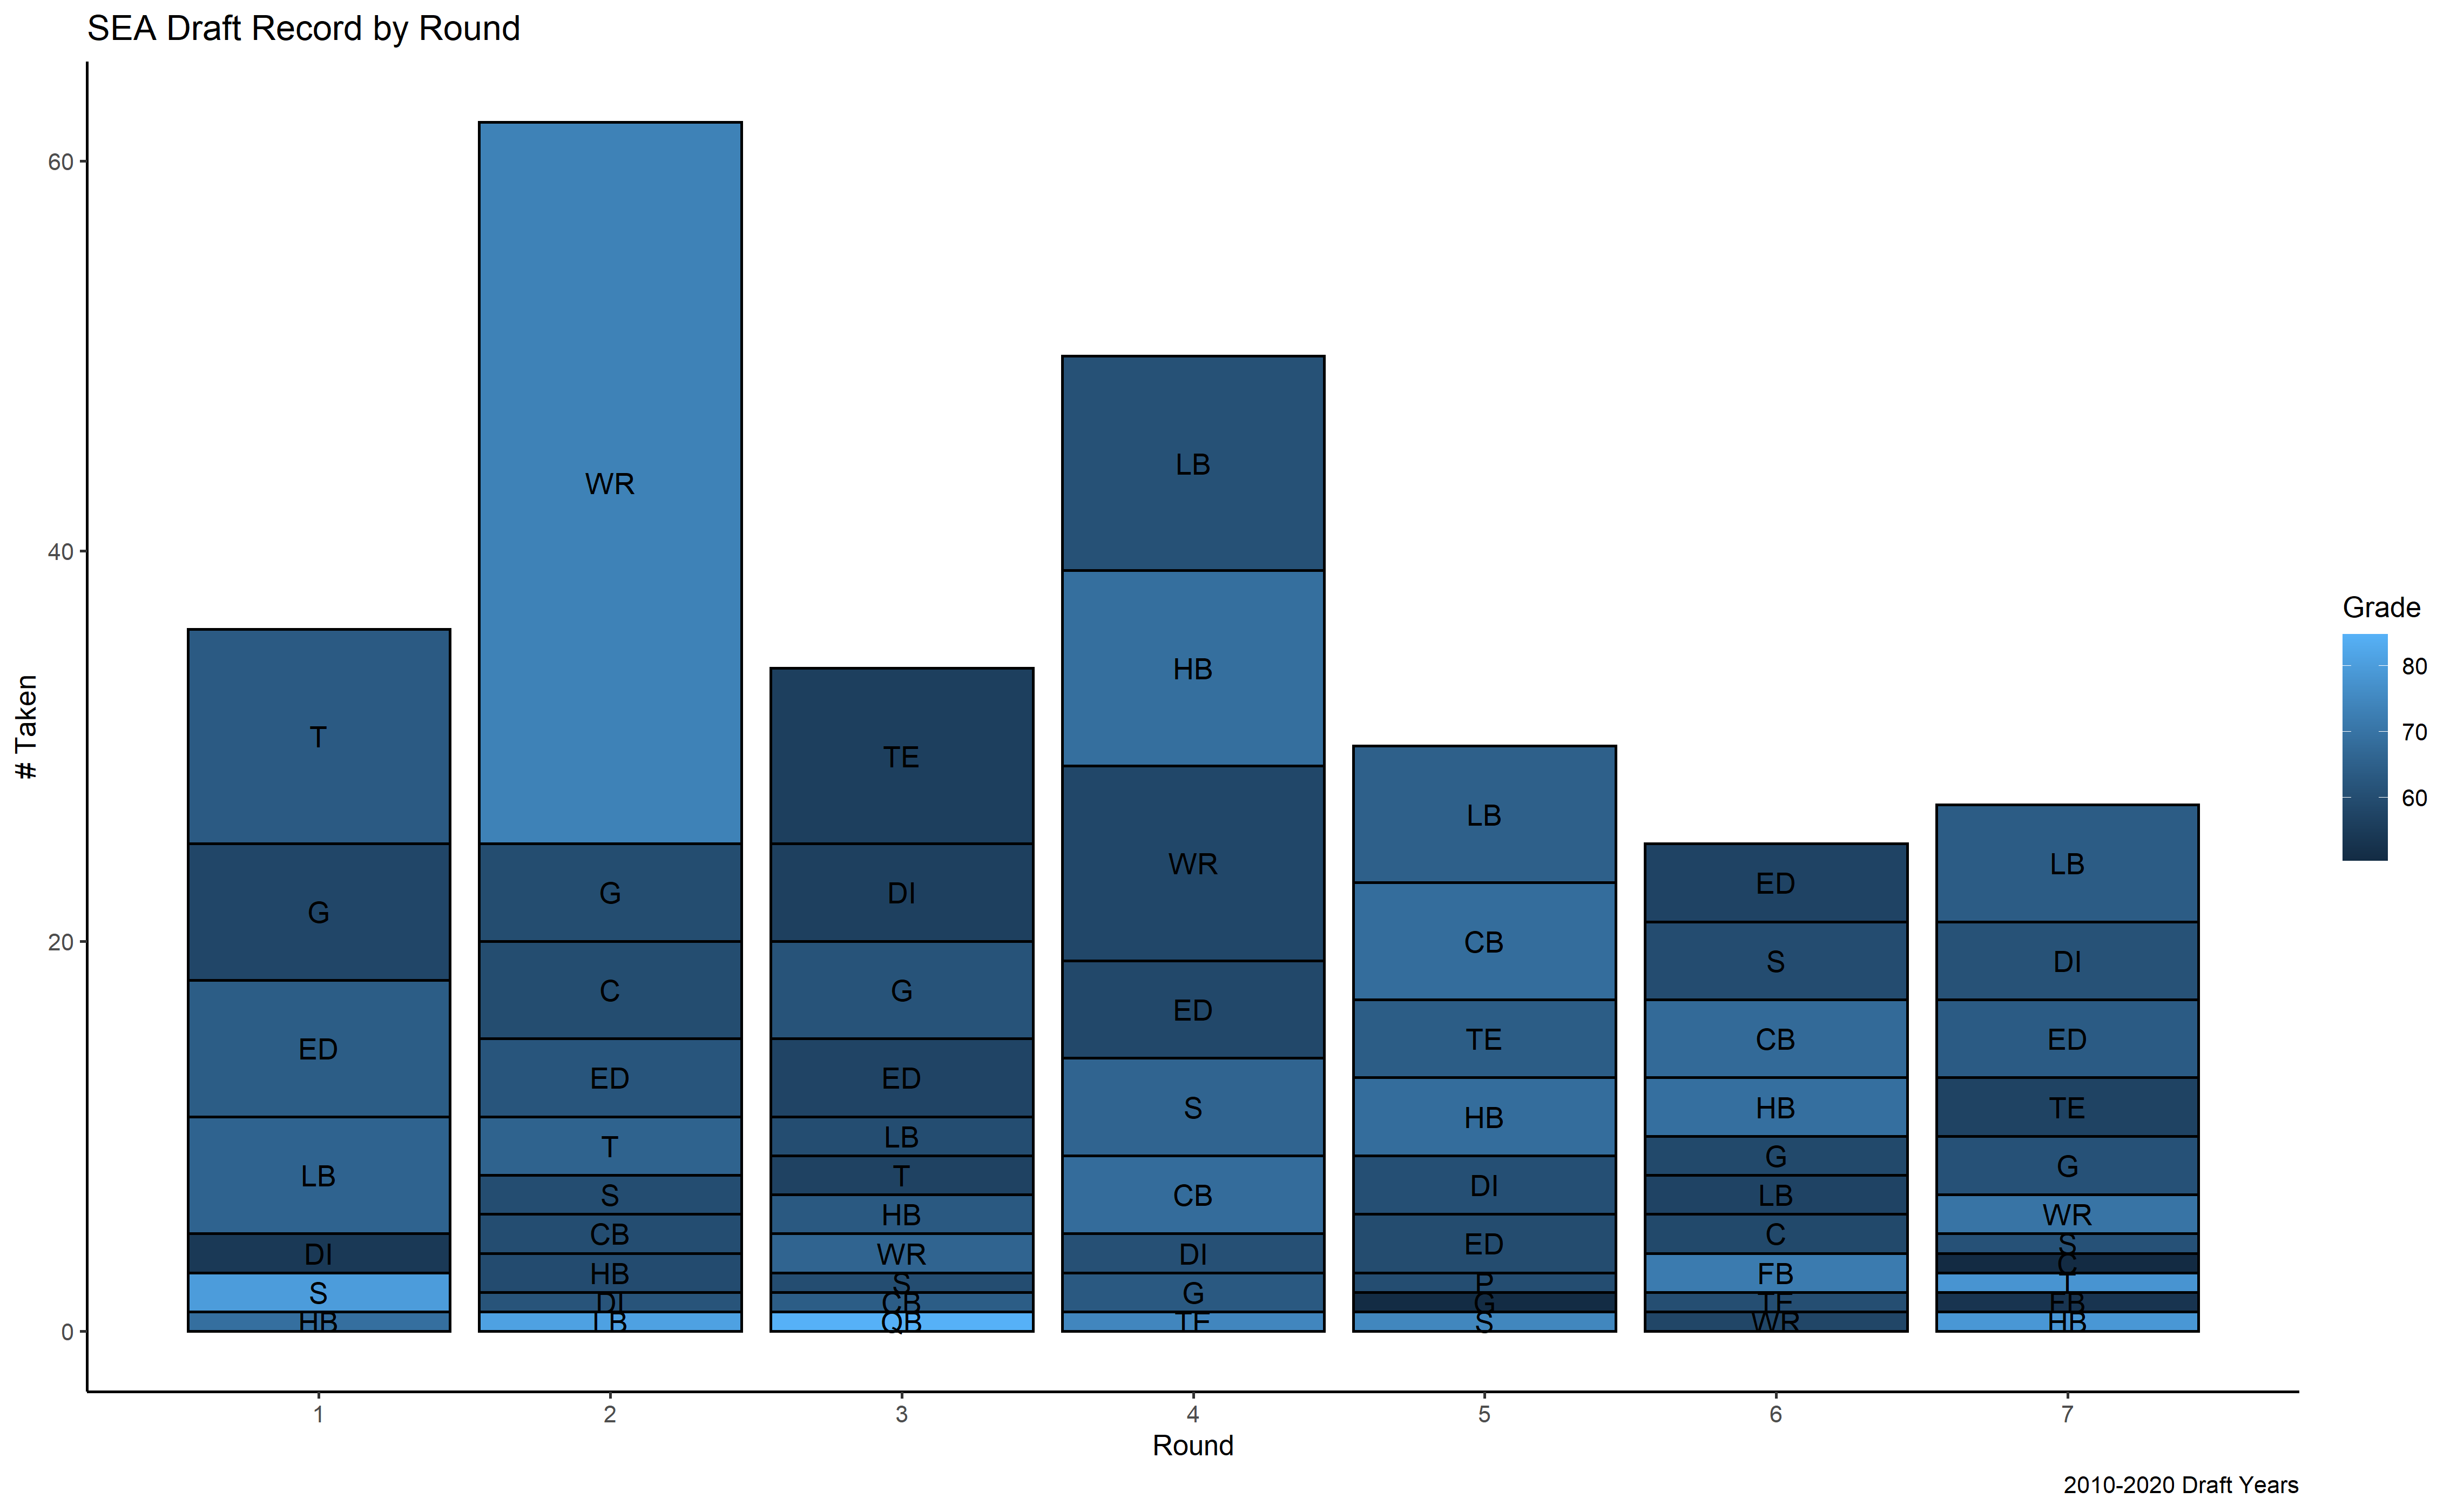 SEA Draft Record by Round
# Taken
60
40
20
0
T
G
ED
LB
DI
S
HB
WR
G
C
ED
T
S
CB
HB
DI
LB
TE
DI
G
ED
LB
T
HB
WR
S
CB
QB
LB
HB
WR
ED
S
CB
DI
G
TE
LB
CB
TE
HB
DI
ED
P
G
S
ED
S
CB
HB
G
LB
C
FB
TE
WR
LB
DI
ED
TE
G
WR
S
C
T
FB
HB
1 2 3 4 5 6 7
Round
Grade
80
70
60
2010-2020 Draft Years